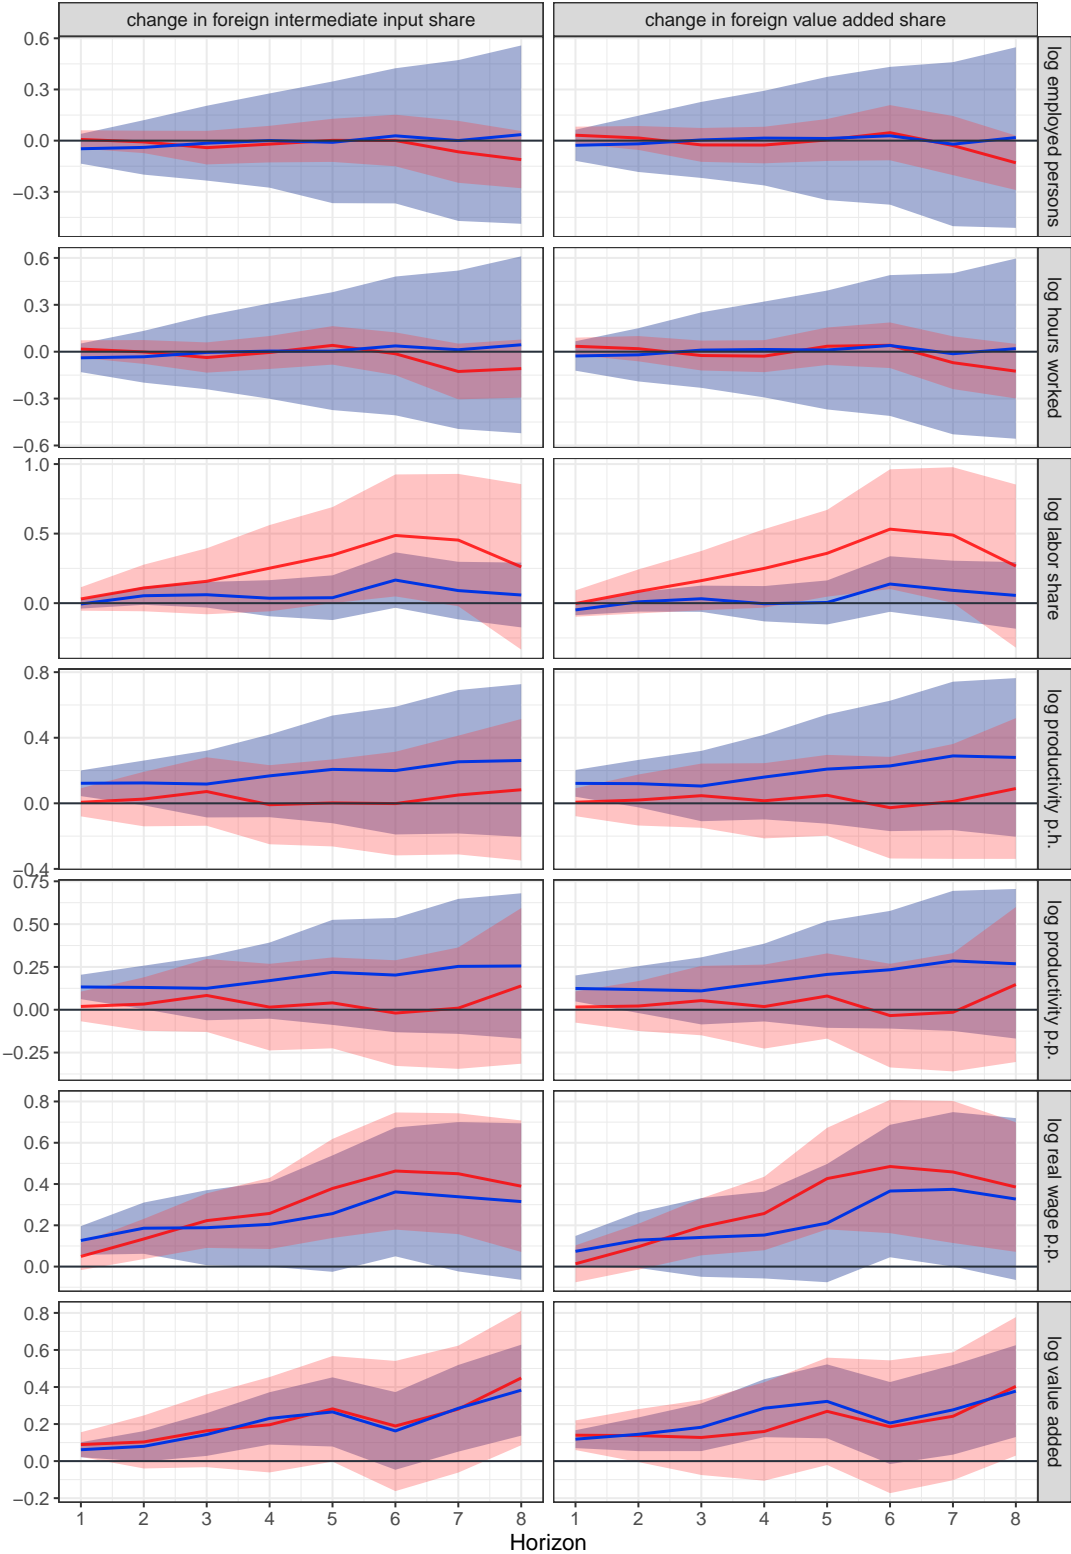 change in foreign intermediate input share
change in foreign value added share
0.6
0.3
0.0
−0.3
log employed persons
0.6
0.3
0.0
−0.3
−0.6
log hours worked
1.0
0.5
0.0
log labor share
0.8
0.4
0.0
−0.4
log productivity p.h.
0.75
0.50
0.25
0.00
−0.25
log productivity p.p.
0.8
0.6
0.4
0.2
0.0
log real wage p.p.
0.8
0.6
0.4
0.2
0.0
−0.2
log value added
1 2 3 4 5 6 7 8
1 2 3 4 5 6 7 8
Horizon